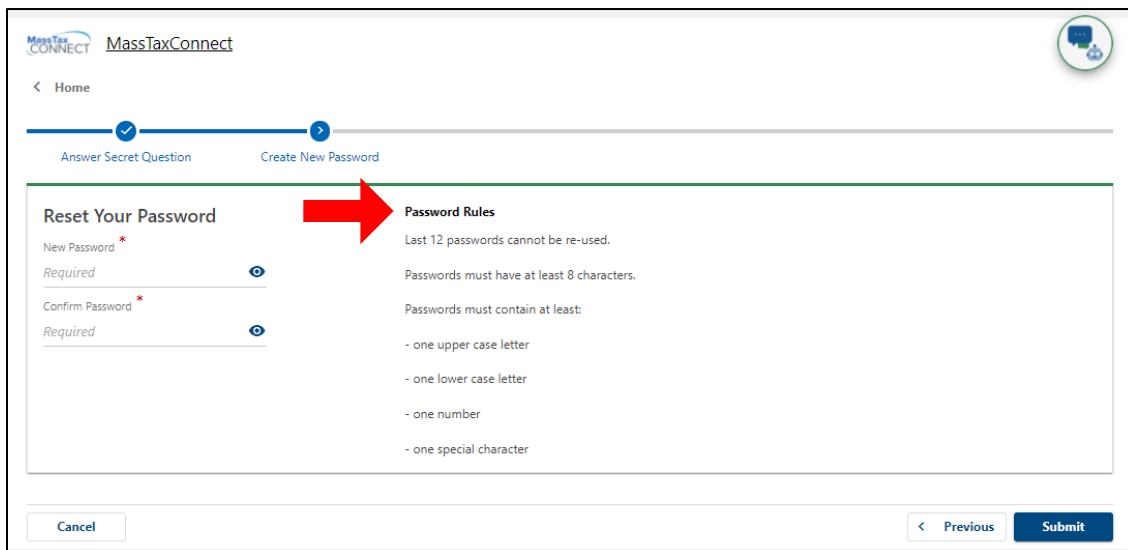 MassTax
CONNECT
MassTaxConnect
< Home
Answer Secret Question
Create New Password
Reset Your Password
New Password *
Required
Confirm Password *
Required
Password Rules
Last 12 passwords cannot be re-used.
Passwords must have at least 8 characters.
Passwords must contain at least:
- one upper case letter
- one lower case letter
- one number
- one special character
Cancel
< Previous
Submit